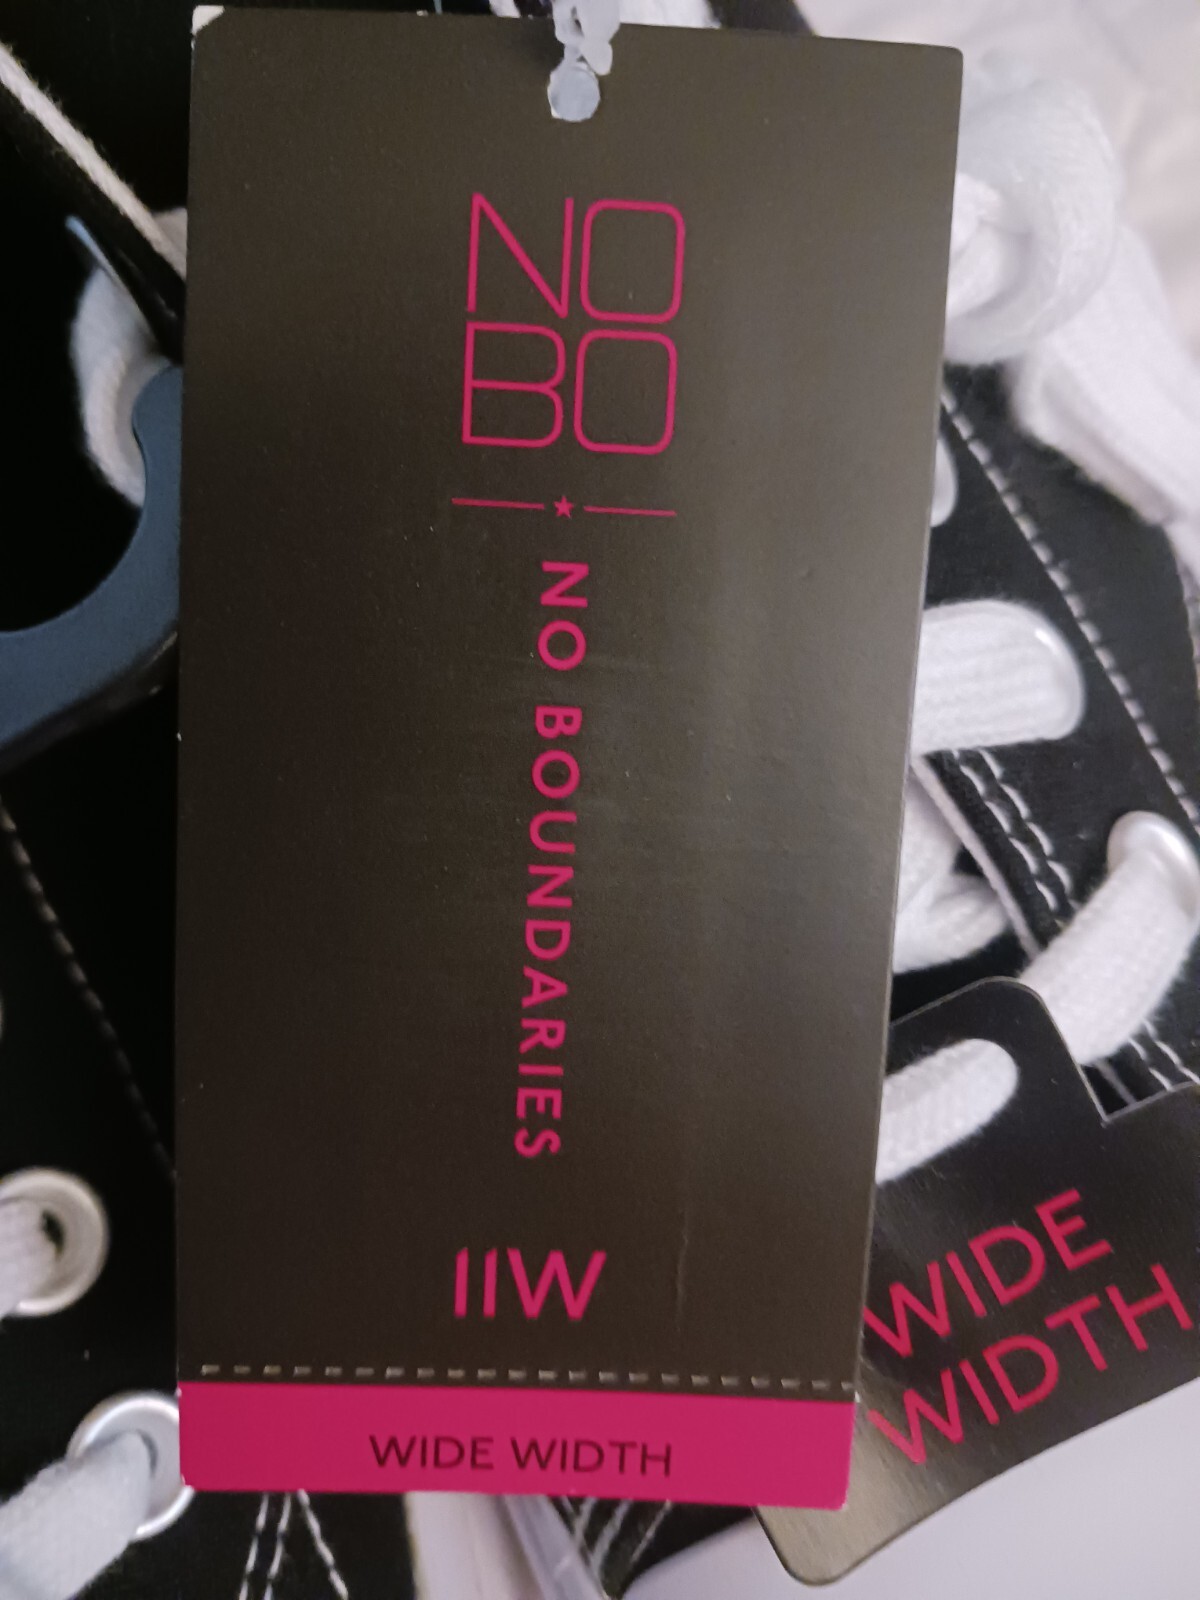 NO
BO
NO BOUNDARIES
11W
WIDE WIDTH
WIDE
WIDTH